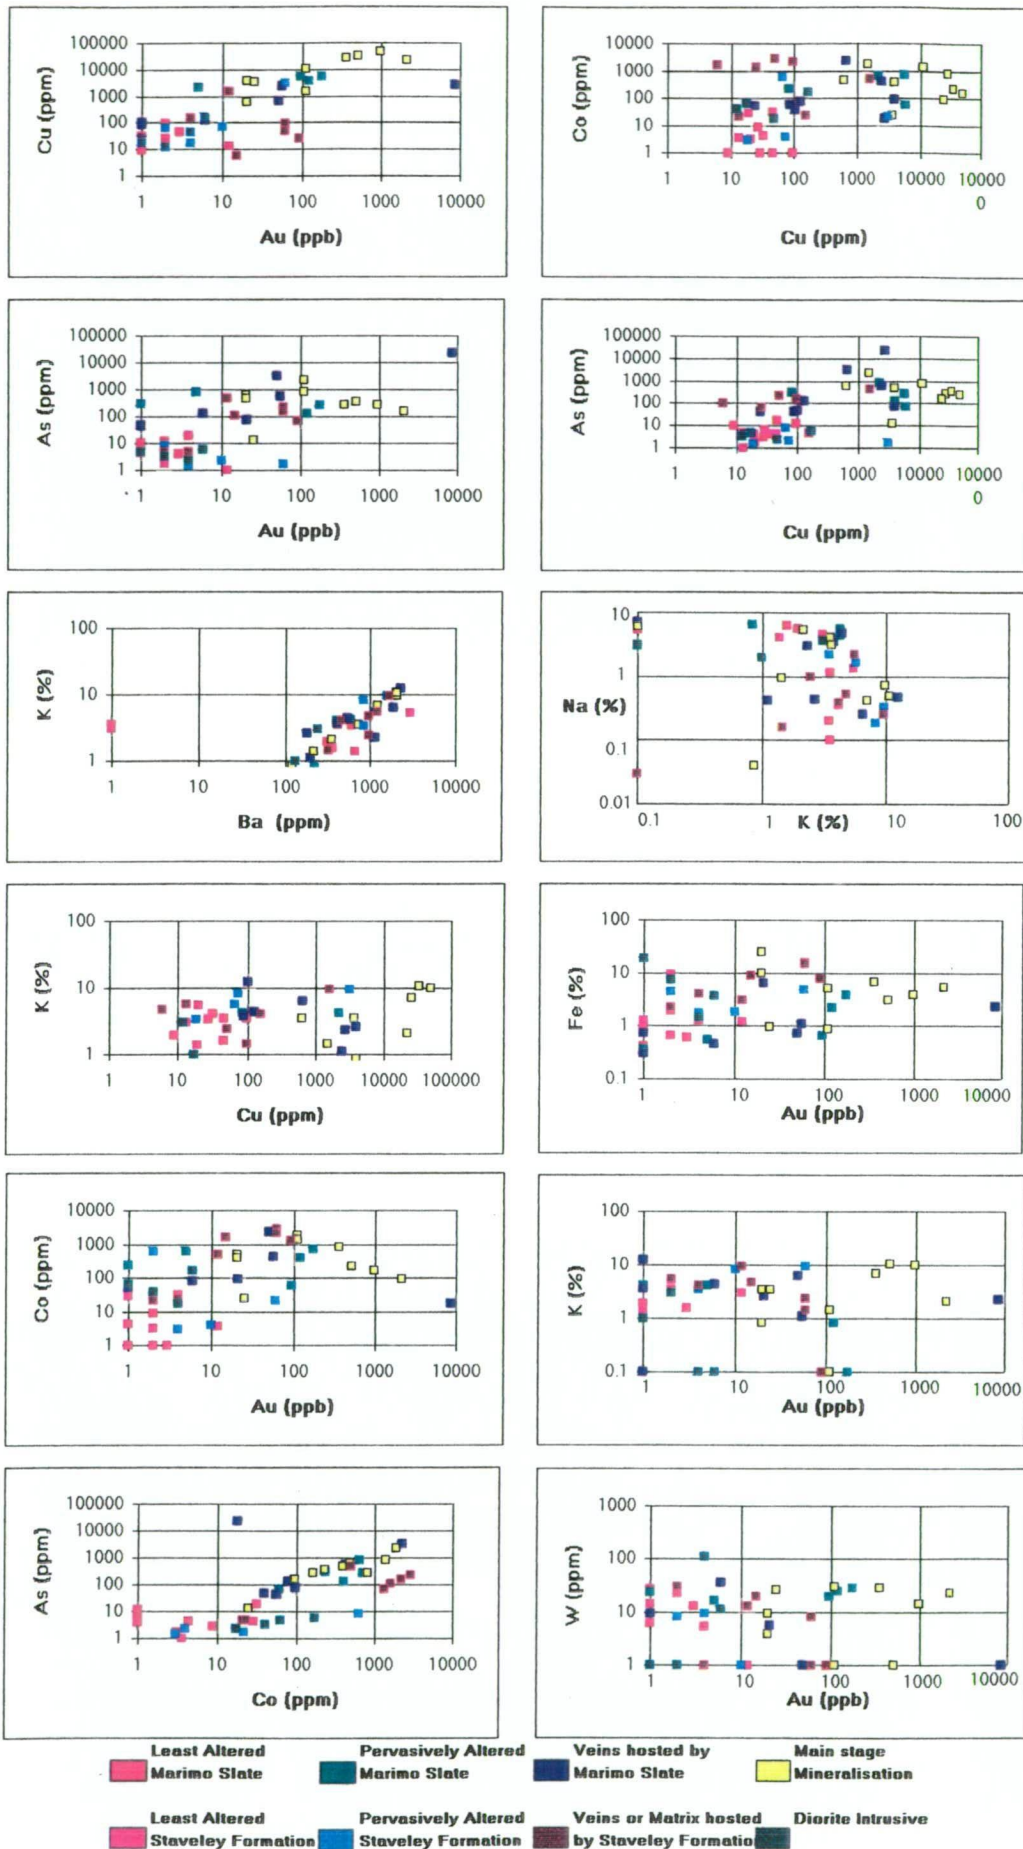 100000
10000
1000
100
10
1
Cu (ppm)
1 10 100 1000 10000
Au (ppb)
10000
1000
100
10
1
Co (ppm)
1 10 100 1000 10000 10000
0
Cu (ppm)
100000
10000
1000
100
10
1
As (ppm)
1 10 100 1000 10000
Au (ppb)
100000
10000
1000
100
10
1
As (ppm)
1 10 100 1000 10000 10000
0
Cu (ppm)
100
10
1
K (%)
1 10 100 1000 10000
Ba (ppm)
10
1
0.1
0.01
Na (%)
0.1 1 10 100
K (%)
100
10
1
K (%)
10 100 1000 10000 100000
Cu (ppm)
100
10
1
0.1
Fe (%)
1 10 100 1000 10000
Au (ppb)
10000
1000
100
10
1
Co (ppm)
1 10 100 1000 10000
Au (ppb)
100
10
1
0.1
K (%)
1 10 100 1000 10000
Au (ppb)
100000
10000
1000
100
10
1
As (ppm)
1 10 100 1000 10000
Co (ppm)
1000
100
10
1
W (ppm)
1 10 100 1000 10000
Au (ppb)
Least Altered
Marimo Slate
Pervasively Altered
Marimo Slate
Veins hosted by
Marimo Slate
Main stage
Mineralisation
Least Altered
Staveley Formation
Pervasively Altered
Staveley Formation
Veins or Matrix hosted
by Staveley Formation
Diorite Intrusive